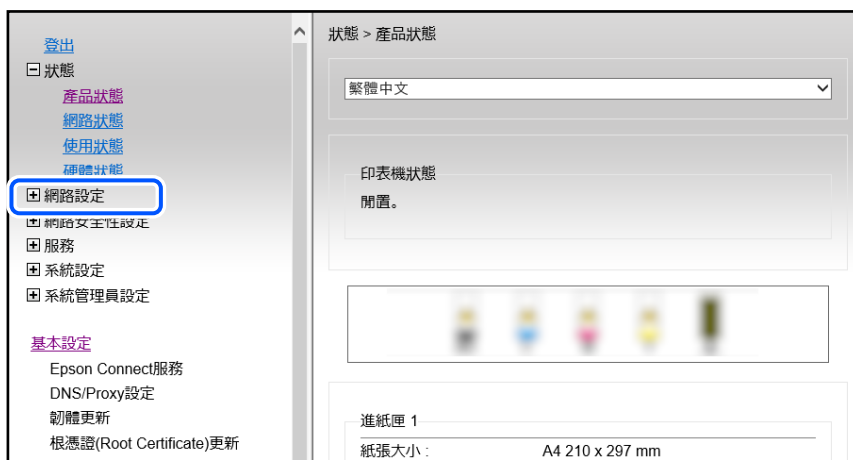 登出
狀態
產品狀態
網路狀態
使用狀態
硬體狀態
網路設定
網路安全性設定
服務
系統設定
系統管理員設定
基本設定
Epson Connect服務
DNS/Proxy設定
韌體更新
根憑證(Root Certificate)更新
狀態 > 產品狀態
繁體中文
印表機狀態
閒置。
進紙匣 1
紙張大小 : A4 210 x 297 mm